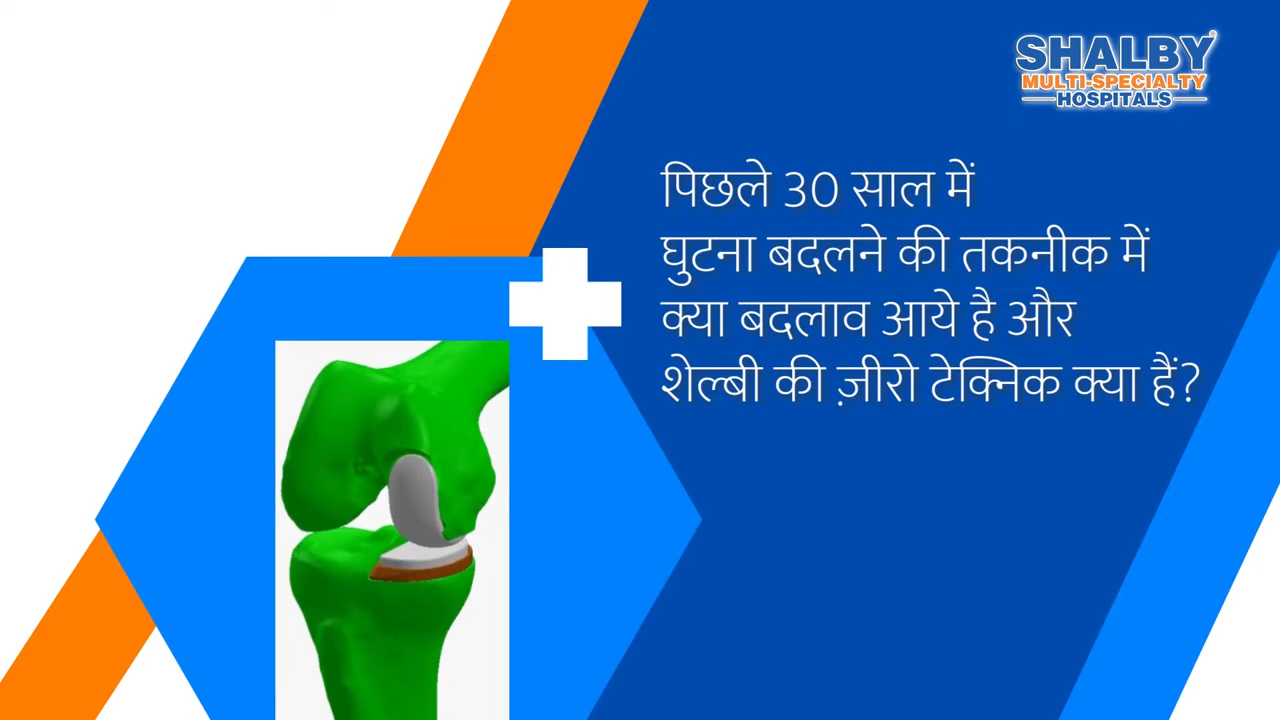 SHALBY
MULTI-SPECIALTY
HOSPITALS
पिछले 30 साल में
घुटना बदलने की तकनीक में
क्या बदलाव आये है और
शेल्बी की ज़ीरो टेक्निक क्या हैं?